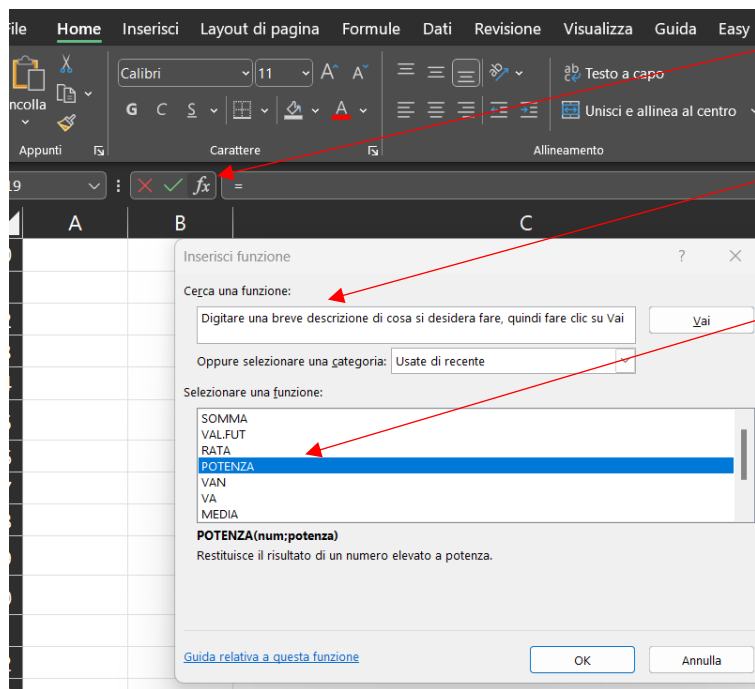 File Home Inserisci Layout di pagina Formule Dati Revisione Visualizza Guida Easy
Calibri 11 A A ab Testo a capo
ncolla G C S A Unisci e allinea al centro
Appunti Carattere Allineamento
19 fx =
A B C
Inserisci funzione ?
Cerca una funzione:
Digitare una breve descrizione di cosa si desidera fare, quindi fare clic su Vai Vai
Oppure selezionare una categoria: Usate di recente
Selezionare una funzione:
SOMMA
VAL.FUT
RATA
POTENZA
VAN
VA
MEDIA
POTENZA(num;potenza)
Restituisce il risultato di un numero elevato a potenza.
Guida relativa a questa funzione OK Annulla